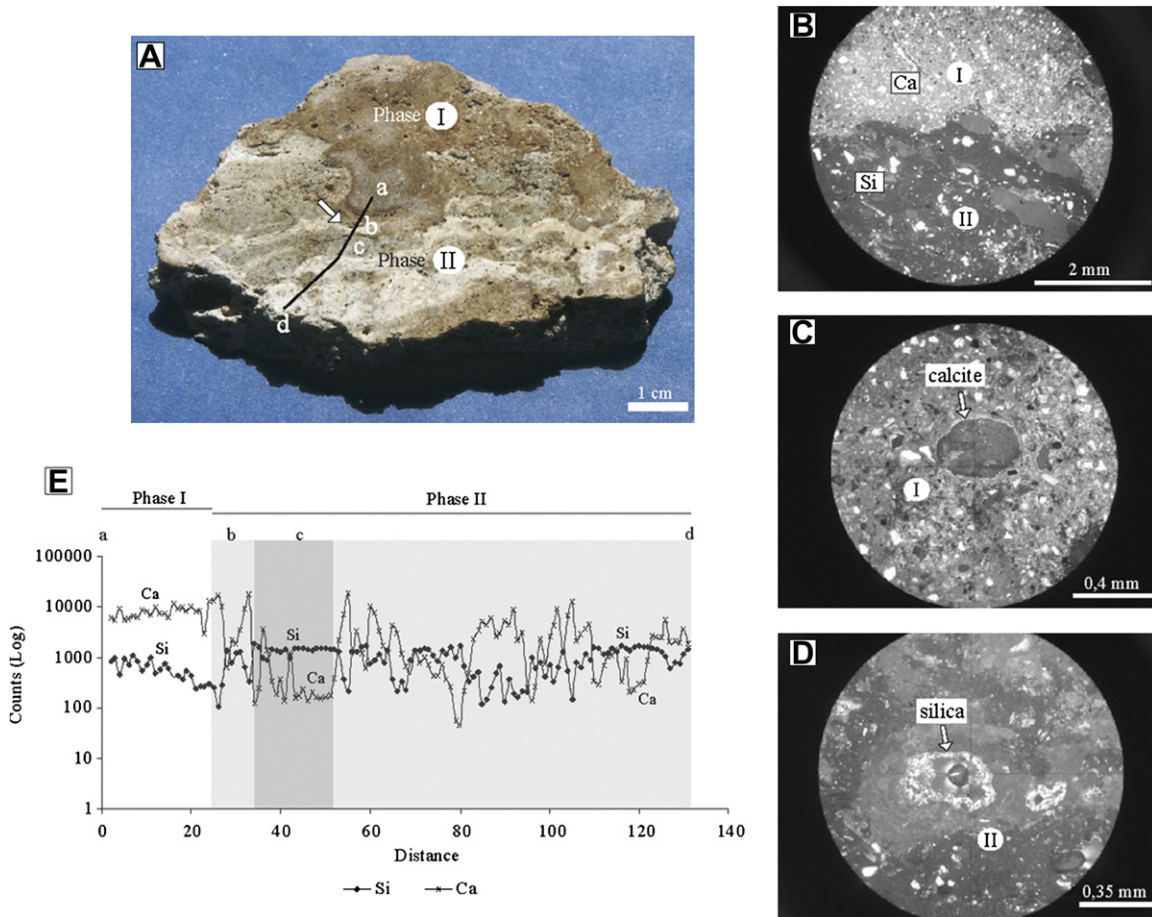 A
Phase I
a
b
c
Phase II
d
1 cm
B
Ca
I
Si
II
2 mm
C
calcite
I
0,4 mm
D
silica
II
0,35 mm
E
Phase I
Phase II
a
b
c
d
100000
10000
1000
100
10
1
Counts (Log)
Ca
Si
Si
Ca
Si
Ca
0
20
40
60
80
100
120
140
Distance
Si
Ca